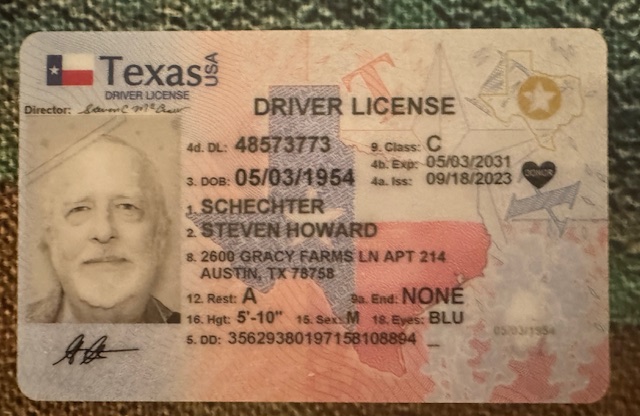 Texas USA
DRIVER LICENSE
Director:
DRIVER LICENSE
4d. DL: 48573773 9. Class: C
4b. Exp: 05/03/2031
3. DOB: 05/03/1954 4a. Iss: 09/18/2023 DONOR
1. SCHECHTER
2. STEVEN HOWARD
8. 2600 GRACY FARMS LN APT 214
AUSTIN, TX 78758
12. Rest: A 9a. End: NONE
16. Hgt: 5'-10" 15. Sex: M 18. Eyes: BLU
5. DD: 35629380197158108894
05/03/1954